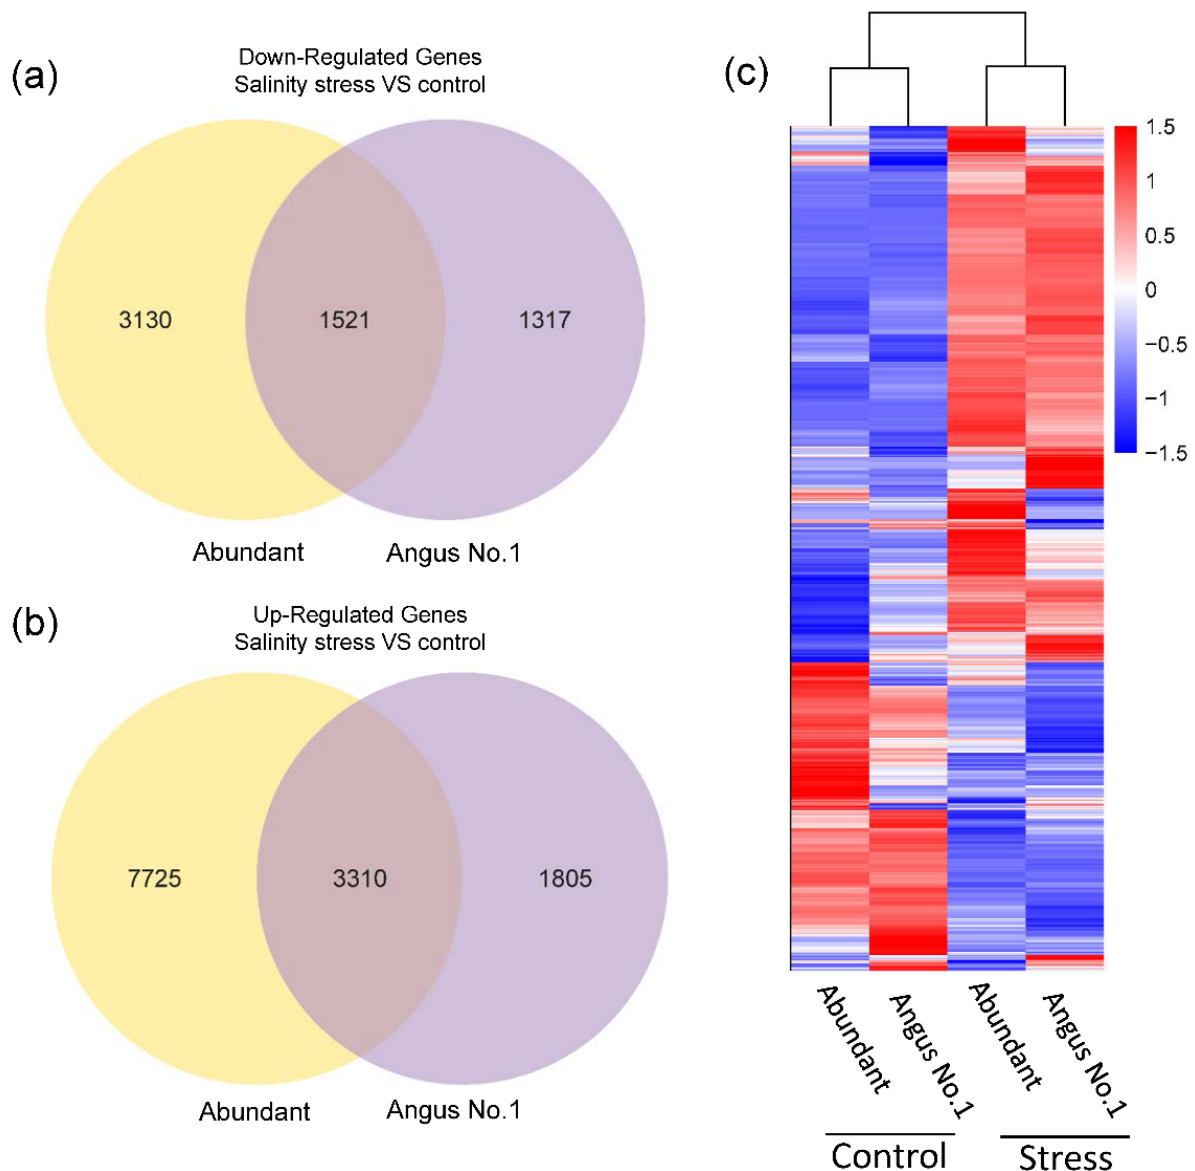 (a)
Down-Regulated Genes
Salinity stress VS control
3130
1521
1317
Abundant
Angus No.1
(b)
Up-Regulated Genes
Salinity stress VS control
7725
3310
1805
Abundant
Angus No.1
(c)
1.5
1
0.5
0
−0.5
−1
−1.5
Abundant
Angus No.1
Abundant
Angus No.1
Control
Stress